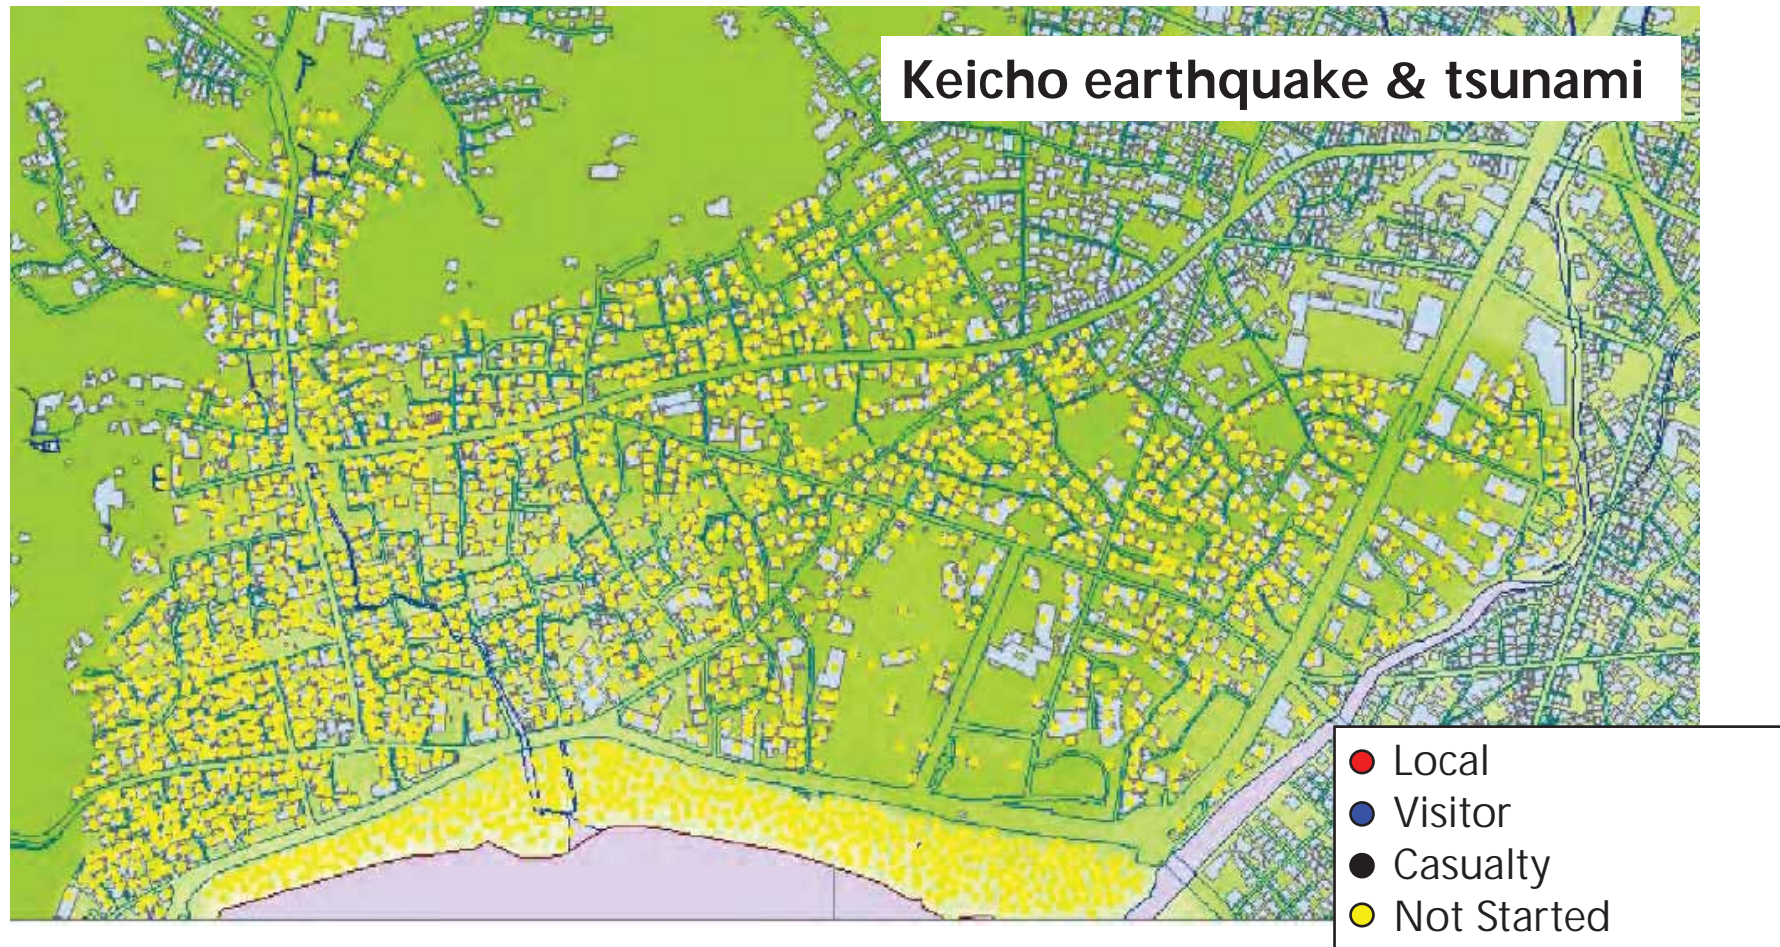 Keicho earthquake & tsunami
Local
Visitor
Casualty
Not Started